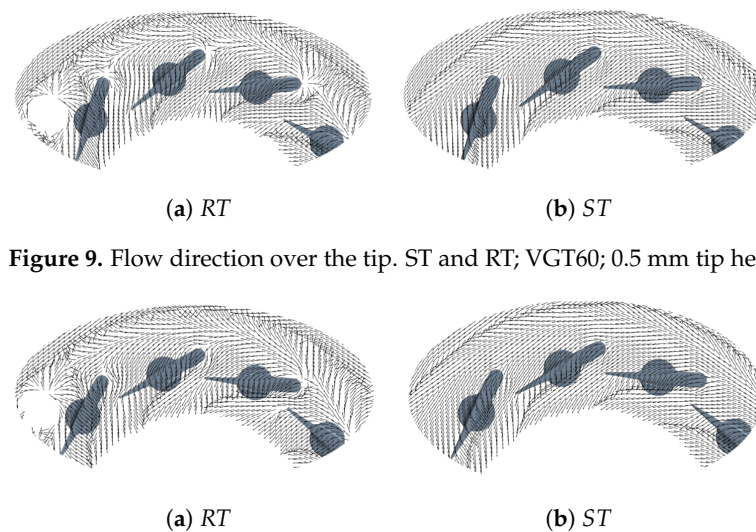 (a) RT
(b) ST
Figure 9. Flow direction over the tip. ST and RT; VGT60; 0.5 mm tip he
(a) RT
(b) ST